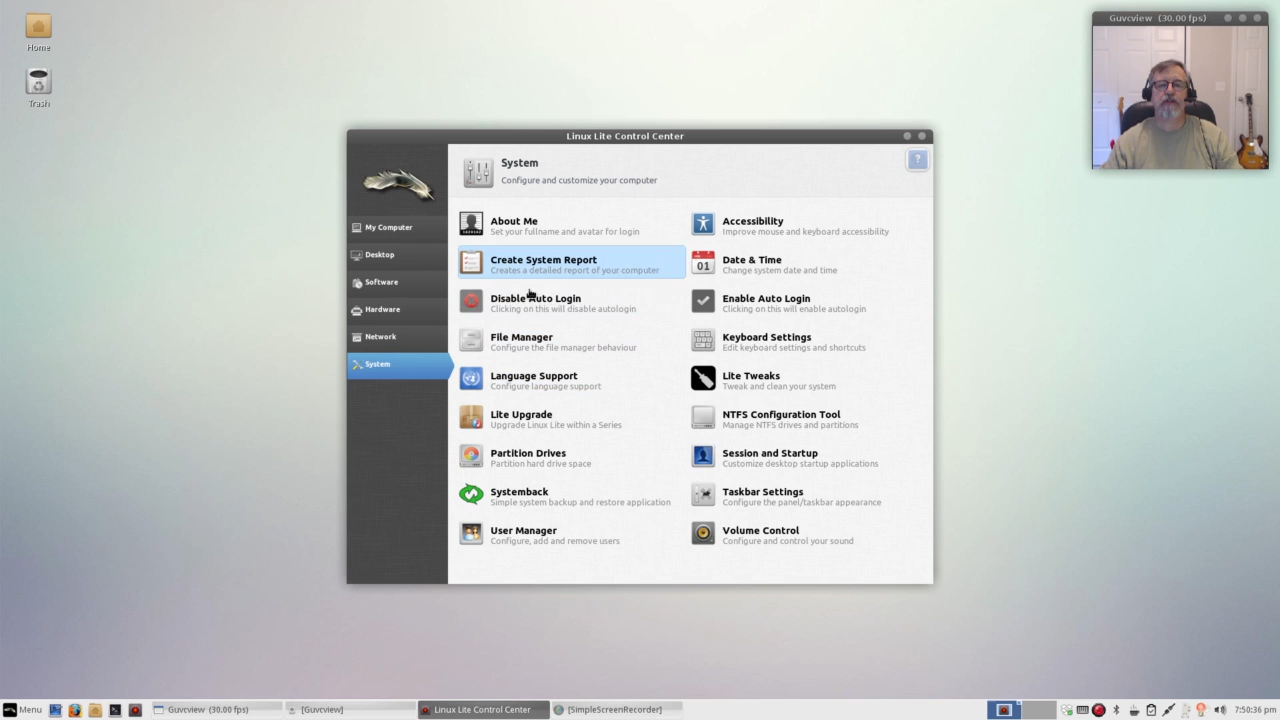 Guvcview (30.00 fps)
Home
Trash
Linux Lite Control Center
System
Configure and customize your computer
?
My Computer
Desktop
Software
Hardware
Network
System
About Me
Set your fullname and avatar for login
Accessibility
Improve mouse and keyboard accessibility
Create System Report
Creates a detailed report of your computer
01
Date & Time
Change system date and time
Disable Auto Login
Clicking on this will disable autologin
Enable Auto Login
Clicking on this will enable autologin
File Manager
Configure the file manager behaviour
Keyboard Settings
Edit keyboard settings and shortcuts
Language Support
Configure language support
Lite Tweaks
Tweak and clean your system
Lite Upgrade
Upgrade Linux Lite within a Series
NTFS Configuration Tool
Manage NTFS drives and partitions
Partition Drives
Partition hard drive space
Session and Startup
Customize desktop startup applications
Systemback
Simple system backup and restore application
Taskbar Settings
Configure the panel/taskbar appearance
User Manager
Configure, add and remove users
Volume Control
Configure and control your sound
Menu
Guvcview (30.00 fps)
[Guvcview]
Linux Lite Control Center
[SimpleScreenRecorder]
7:50:36 pm